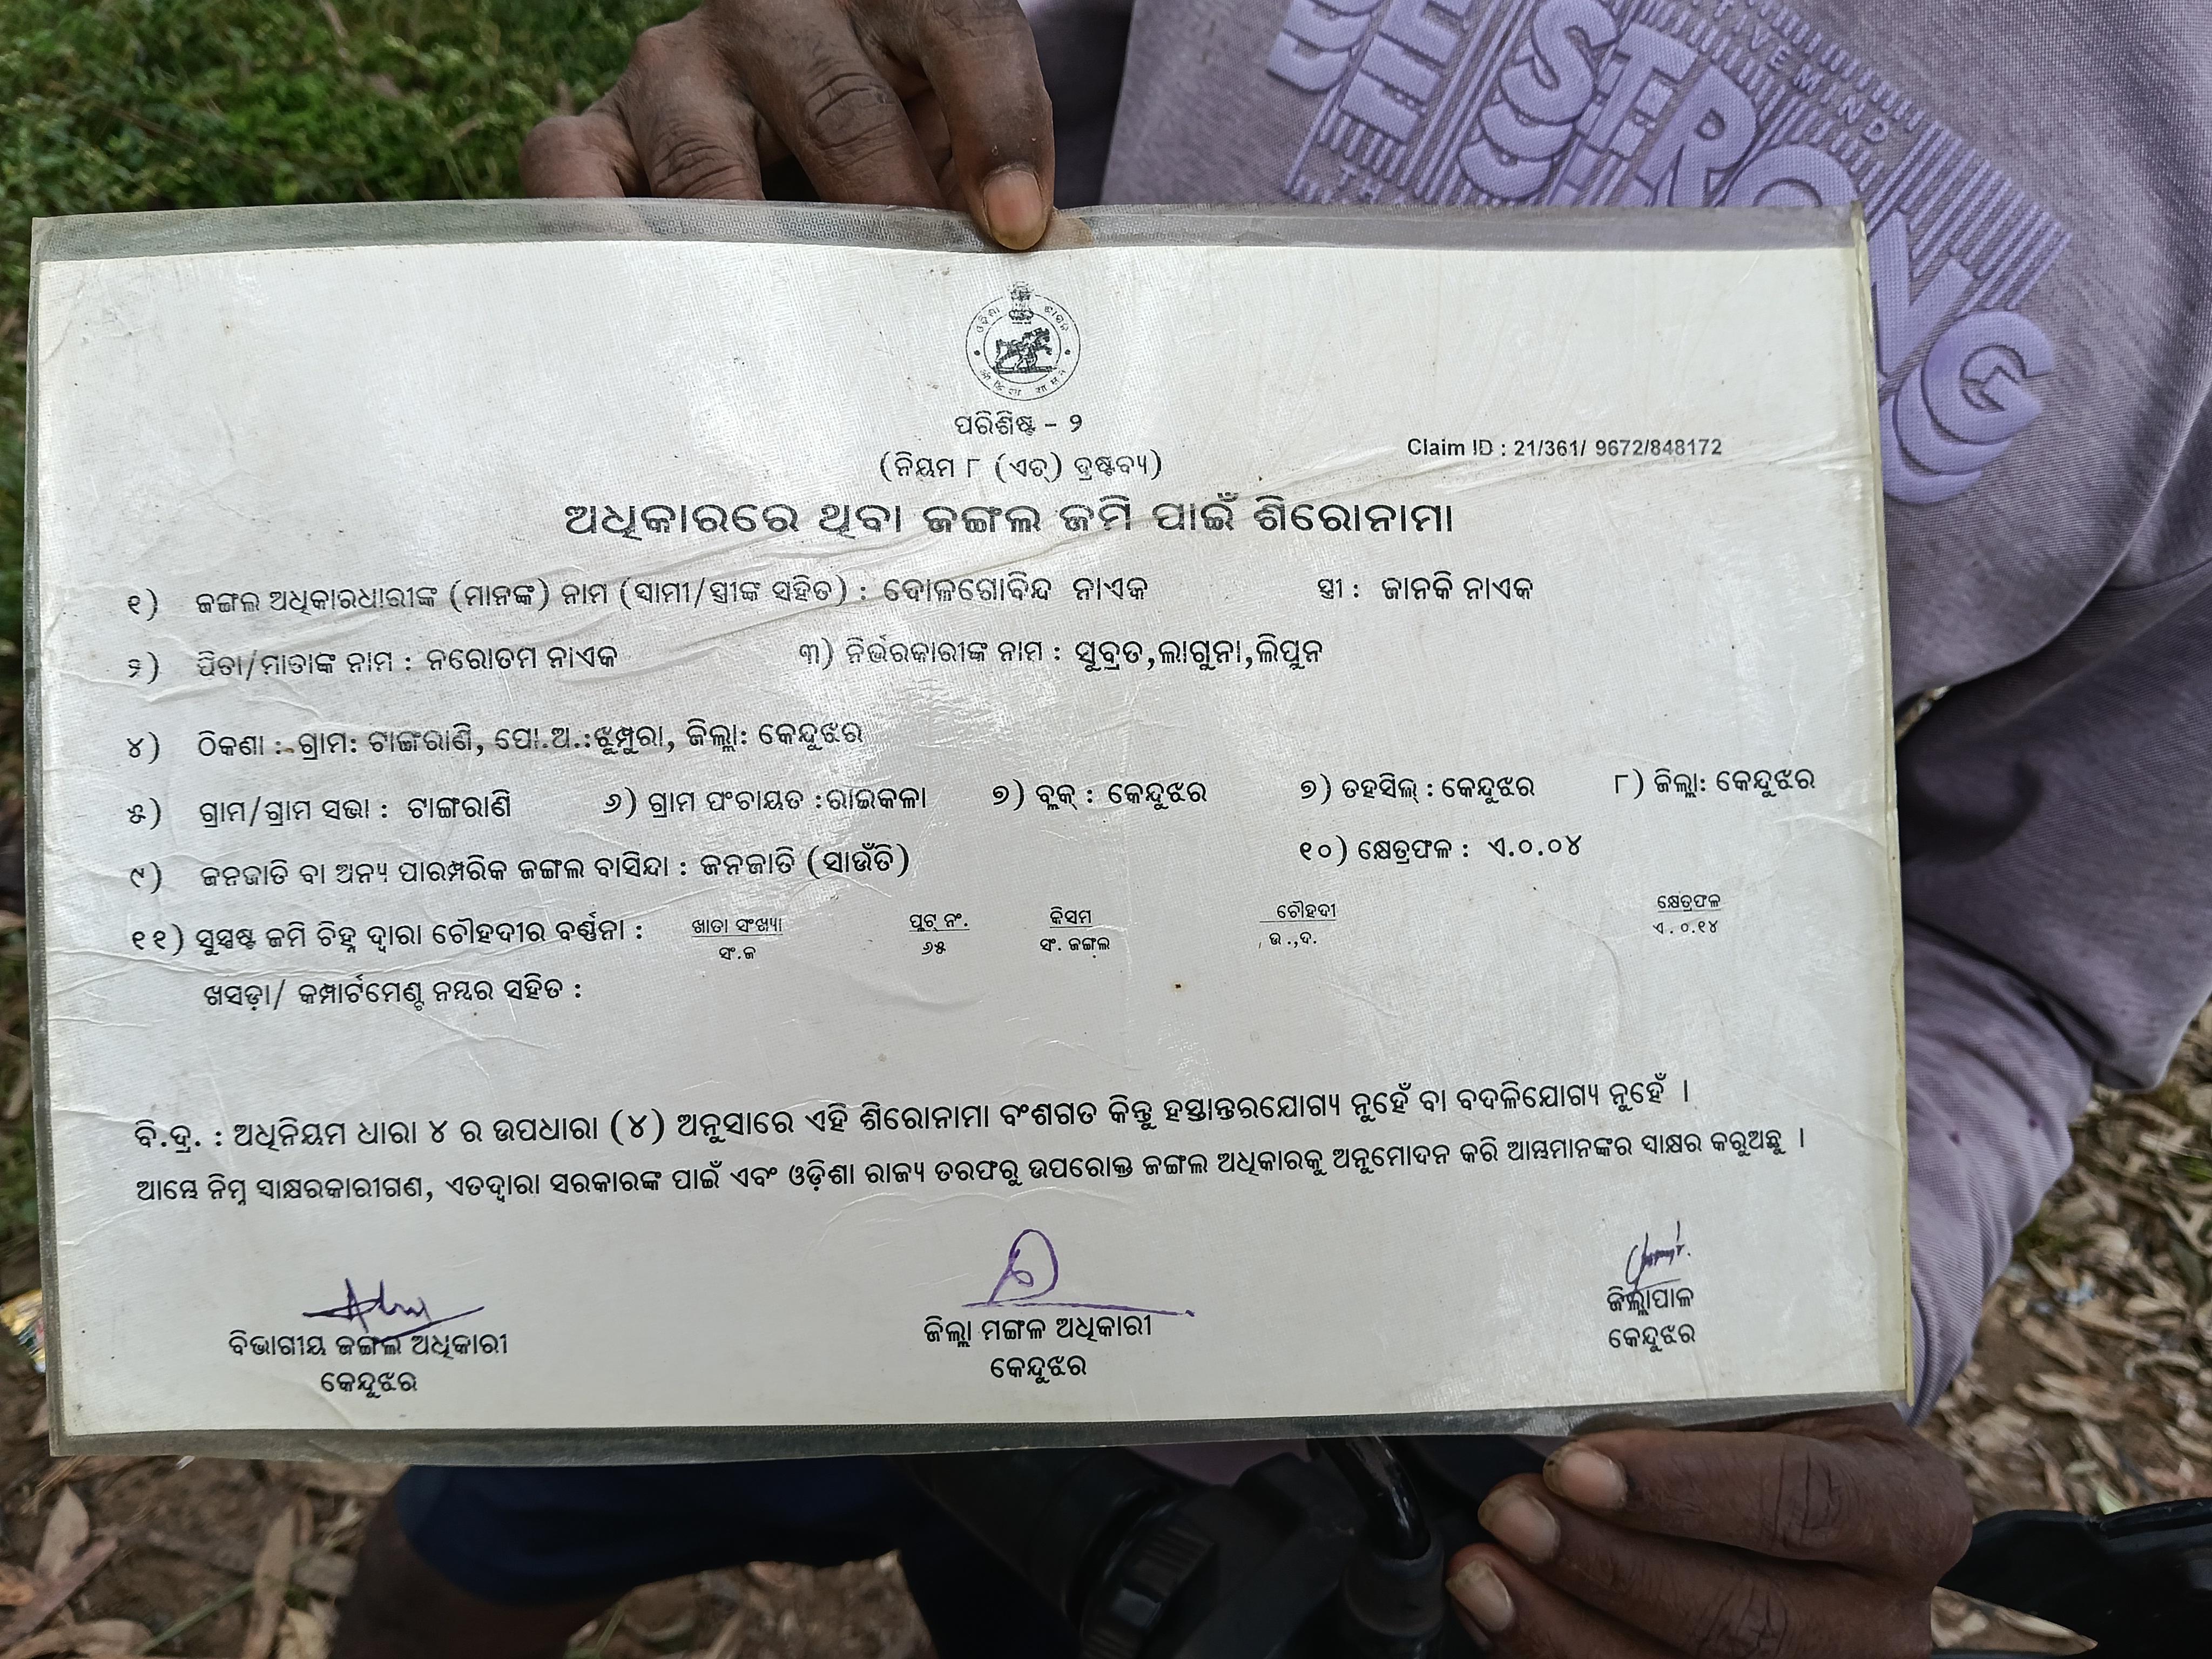 BE STRONG
TIVE MIND
ଓଡ଼ିଶା ଶାସନ
ପରିଶିଷ୍ଟ - ୨
Claim ID : 21/361/ 9672/848172
(ନିୟମ ୮ (ଏଚ୍) ଦ୍ରଷ୍ଟବ୍ୟ)
ଅଧିକାରରେ ଥିବା ଜଙ୍ଗଲ ଜମି ପାଇଁ ଶିରୋନାମା
୧) ଜଙ୍ଗଲ ଅଧିକାରଧାରୀଙ୍କ (ମାନଙ୍କ) ନାମ (ସାମୀ/ସ୍ତ୍ରୀଙ୍କ ସହିତ) : ଦୋଳଗୋବିନ୍ଦ ନାଏକ ସ୍ତ୍ରୀ : ଜାନକି ନାଏକ
୨) ପିତା/ମାତାଙ୍କ ନାମ : ନରୋତମ ନାଏକ ୩) ନିର୍ଭରକାରୀଙ୍କ ନାମ : ସୁବ୍ରତ,ଲାଗୁନା,ଲିପୁନ
୪) ଠିକଣା : ଗ୍ରାମ: ଟାଙ୍ଗରାଣି, ପୋ.ଅ.:ଝୁମ୍ପୁରା, ଜିଲ୍ଲା: କେନ୍ଦୁଝର
୫) ଗ୍ରାମ/ଗ୍ରାମ ସଭା : ଟାଙ୍ଗରାଣି ୬) ଗ୍ରାମ ପଂଚାୟତ :ରାଇକଳା ୭) ବ୍ଲକ୍ : କେନ୍ଦୁଝର ୭) ତହସିଲ୍ : କେନ୍ଦୁଝର ୮) ଜିଲ୍ଲା: କେନ୍ଦୁଝର
୯) ଜନଜାତି ବା ଅନ୍ୟ ପାରମ୍ପରିକ ଜଙ୍ଗଲ ବାସିନ୍ଦା : ଜନଜାତି (ସାଉଁତି) ୧୦) କ୍ଷେତ୍ରଫଳ : ଏ.୦.୦୪
୧୧) ସୁସ୍ପଷ୍ଟ ଜମି ଚିହ୍ନ ଦ୍ୱାରା ଚୌହଦୀର ବର୍ଣ୍ଣନା : ଖାତା ସଂଖ୍ୟା ପ୍ଲଟ୍ ନଂ. କିସମ ଚୌହଦୀ କ୍ଷେତ୍ରଫଳ
ସଂ.କ ୬୫ ସଂ. ଜଙ୍ଗଲ ଉ.,ଦ. ଏ.୦.୧୪
ଖସଡ଼ା/ କମ୍ପାର୍ଟମେଣ୍ଟ ନମ୍ବର ସହିତ :
ବି.ଦ୍ର. : ଅଧିନିୟମ ଧାରା ୪ ର ଉପଧାରା (୪) ଅନୁସାରେ ଏହି ଶିରୋନାମା ବଂଶଗତ କିନ୍ତୁ ହସ୍ତାନ୍ତରଯୋଗ୍ୟ ନୁହେଁ ବା ବଦଳିଯୋଗ୍ୟ ନୁହେଁ ।
ଆମ୍ଭେ ନିମ୍ନ ସାକ୍ଷରକାରୀଗଣ, ଏତଦ୍ୱାରା ସରକାରଙ୍କ ପାଇଁ ଏବଂ ଓଡ଼ିଶା ରାଜ୍ୟ ତରଫରୁ ଉପରୋକ୍ତ ଜଙ୍ଗଲ ଅଧିକାରକୁ ଅନୁମୋଦନ କରି ଆମ୍ଭମାନଙ୍କର ସାକ୍ଷର କରୁଅଛୁ ।
ବିଭାଗୀୟ ଜଙ୍ଗଲ ଅଧିକାରୀ ଜିଲ୍ଲା ମଙ୍ଗଳ ଅଧିକାରୀ ଜିଲ୍ଲାପାଳ
କେନ୍ଦୁଝର କେନ୍ଦୁଝର କେନ୍ଦୁଝର